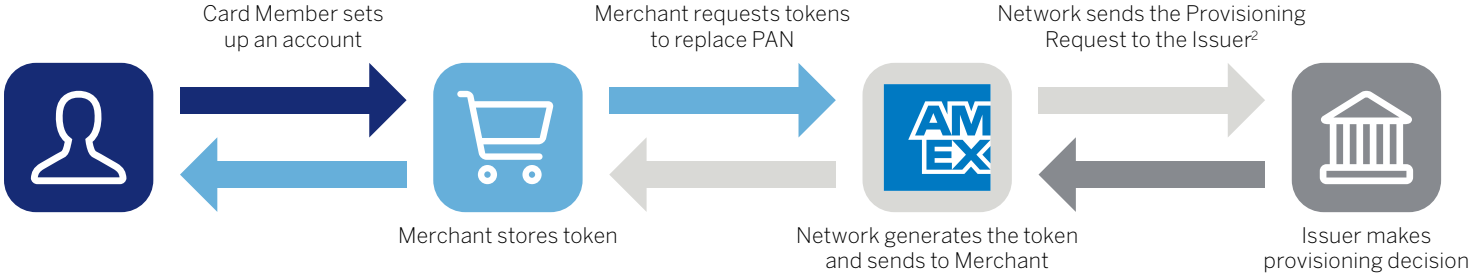 Card Member sets
up an account
Merchant requests tokens
to replace PAN
Network sends the Provisioning
Request to the Issuer²
AM
EX
Merchant stores token
Network generates the token
and sends to Merchant
Issuer makes
provisioning decision